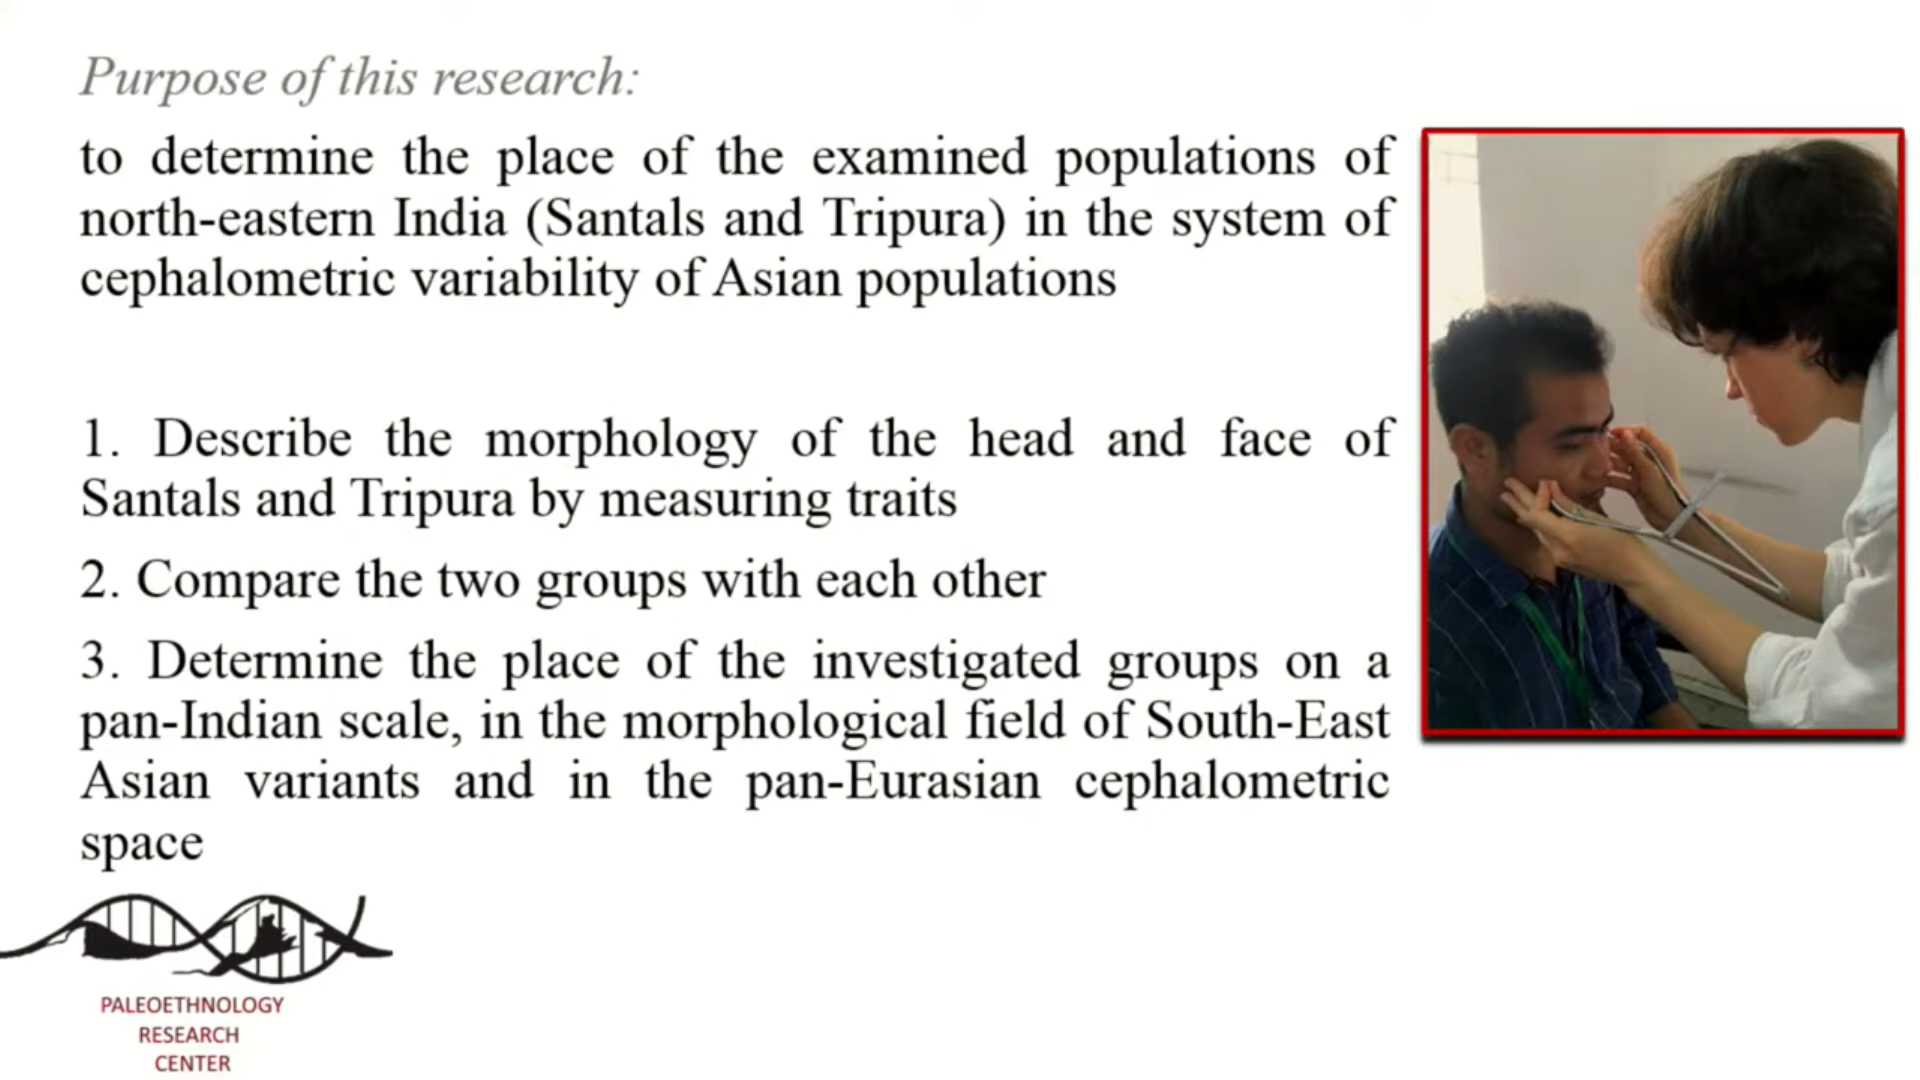 Purpose of this research:
to determine the place of the examined populations of
north-eastern India (Santals and Tripura) in the system of
cephalometric variability of Asian populations
1. Describe the morphology of the head and face of
Santals and Tripura by measuring traits
2. Compare the two groups with each other
3. Determine the place of the investigated groups on a
pan-Indian scale, in the morphological field of South-East
Asian variants and in the pan-Eurasian cephalometric
space
PALEOETHNOLOGY
RESEARCH
CENTER